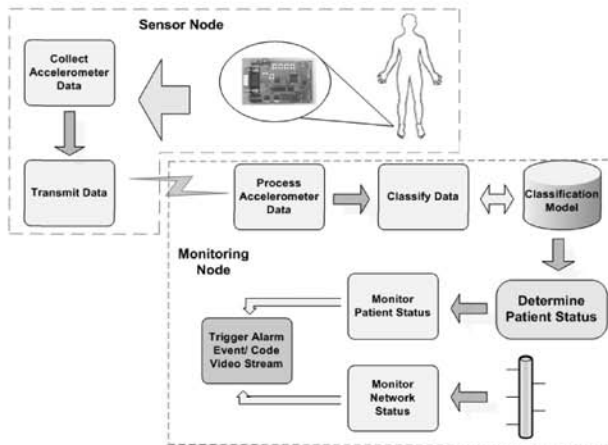 Sensor Node
Collect
Accelerometer
Data
Transmit Data
Process
Accelerometer
Data
Classify Data
Classification
Model
Monitoring
Node
Monitor
Patient Status
Determine
Patient Status
Trigger Alarm
Event/ Code
Video Stream
Monitor
Network
Status